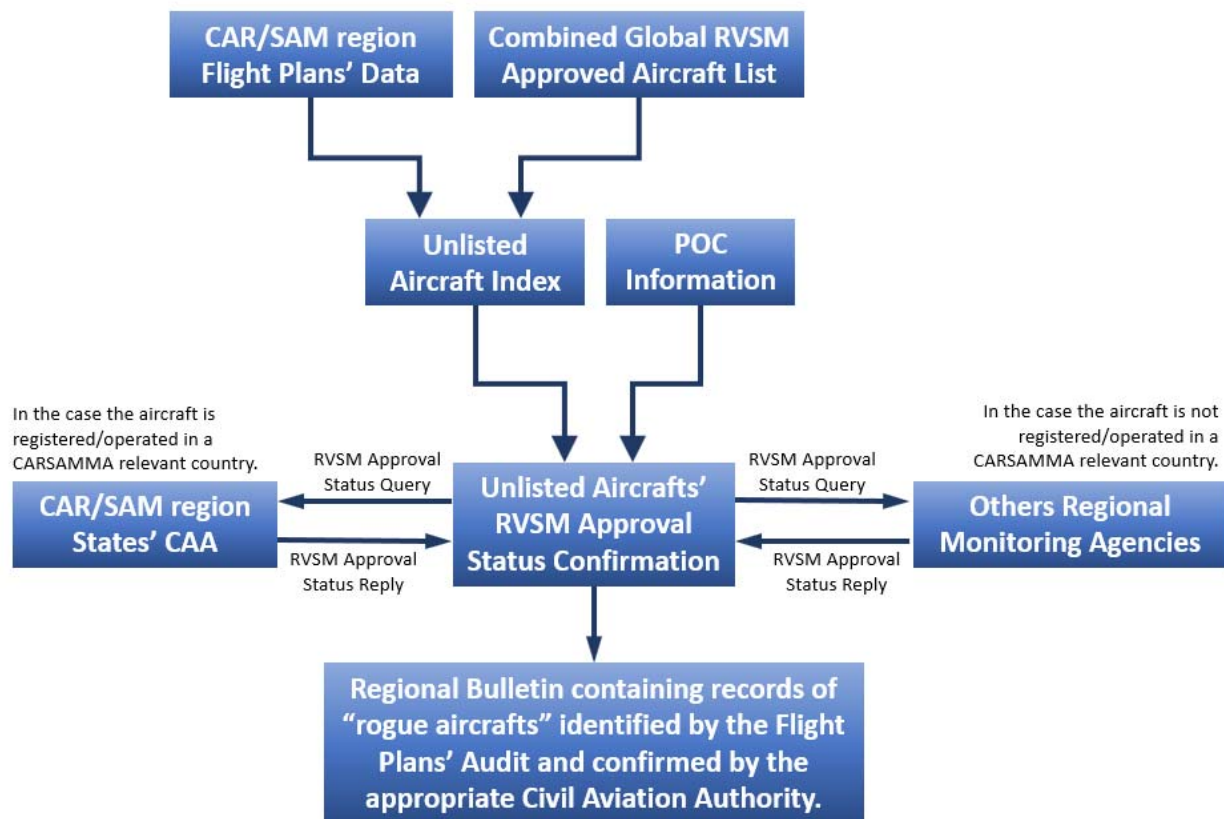 CAR/SAM region
Flight Plans’ Data
Combined Global RVSM
Approved Aircraft List
Unlisted
Aircraft Index
POC
Information
In the case the aircraft is
registered/operated in a
CARSAMMA relevant country.
In the case the aircraft is not
registered/operated in a
CARSAMMA relevant country.
CAR/SAM region
States’ CAA
RVSM Approval
Status Query
RVSM Approval
Status Reply
Unlisted Aircrafts’
RVSM Approval
Status Confirmation
RVSM Approval
Status Query
RVSM Approval
Status Reply
Others Regional
Monitoring Agencies
Regional Bulletin containing records of
“rogue aircrafts” identified by the Flight
Plans’ Audit and confirmed by the
appropriate Civil Aviation Authority.